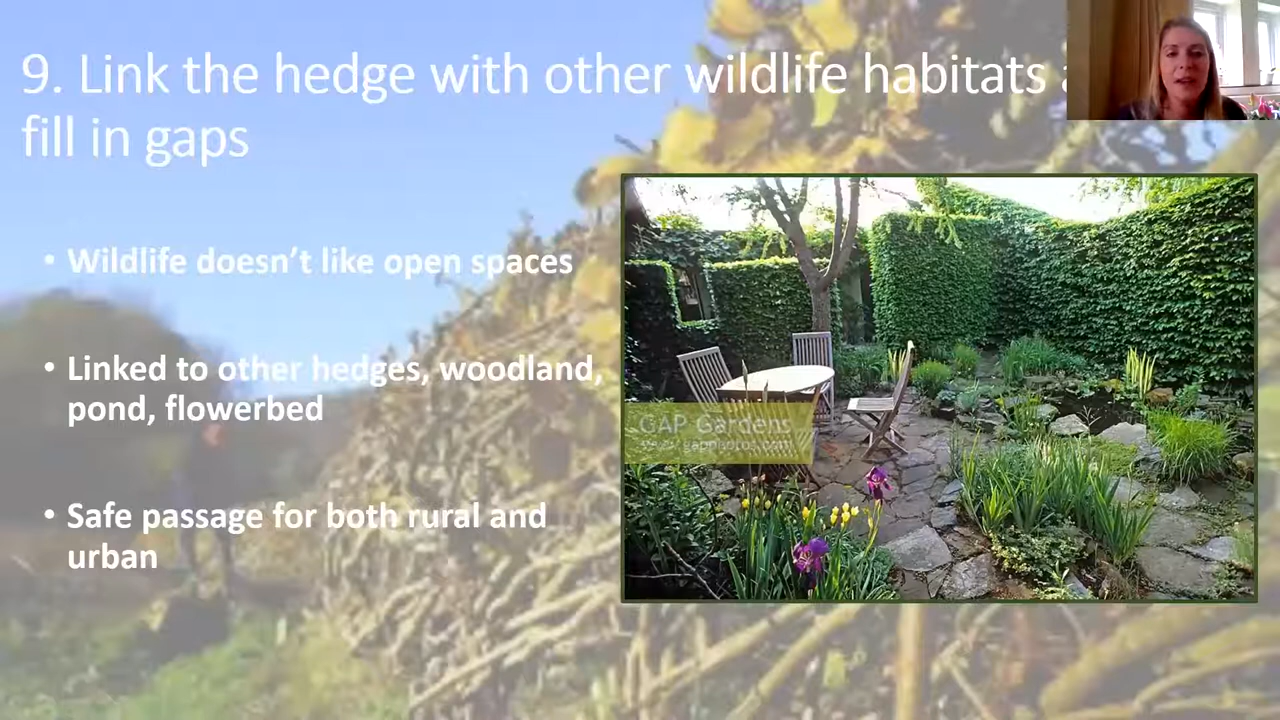 9. Link the hedge with other wildlife habitats
fill in gaps
• Wildlife doesn't like open spaces
• Linked to other hedges, woodland,
pond, flowerbed
• Safe passage for both rural and
urban
GAP Gardens
www.gapphotos.com